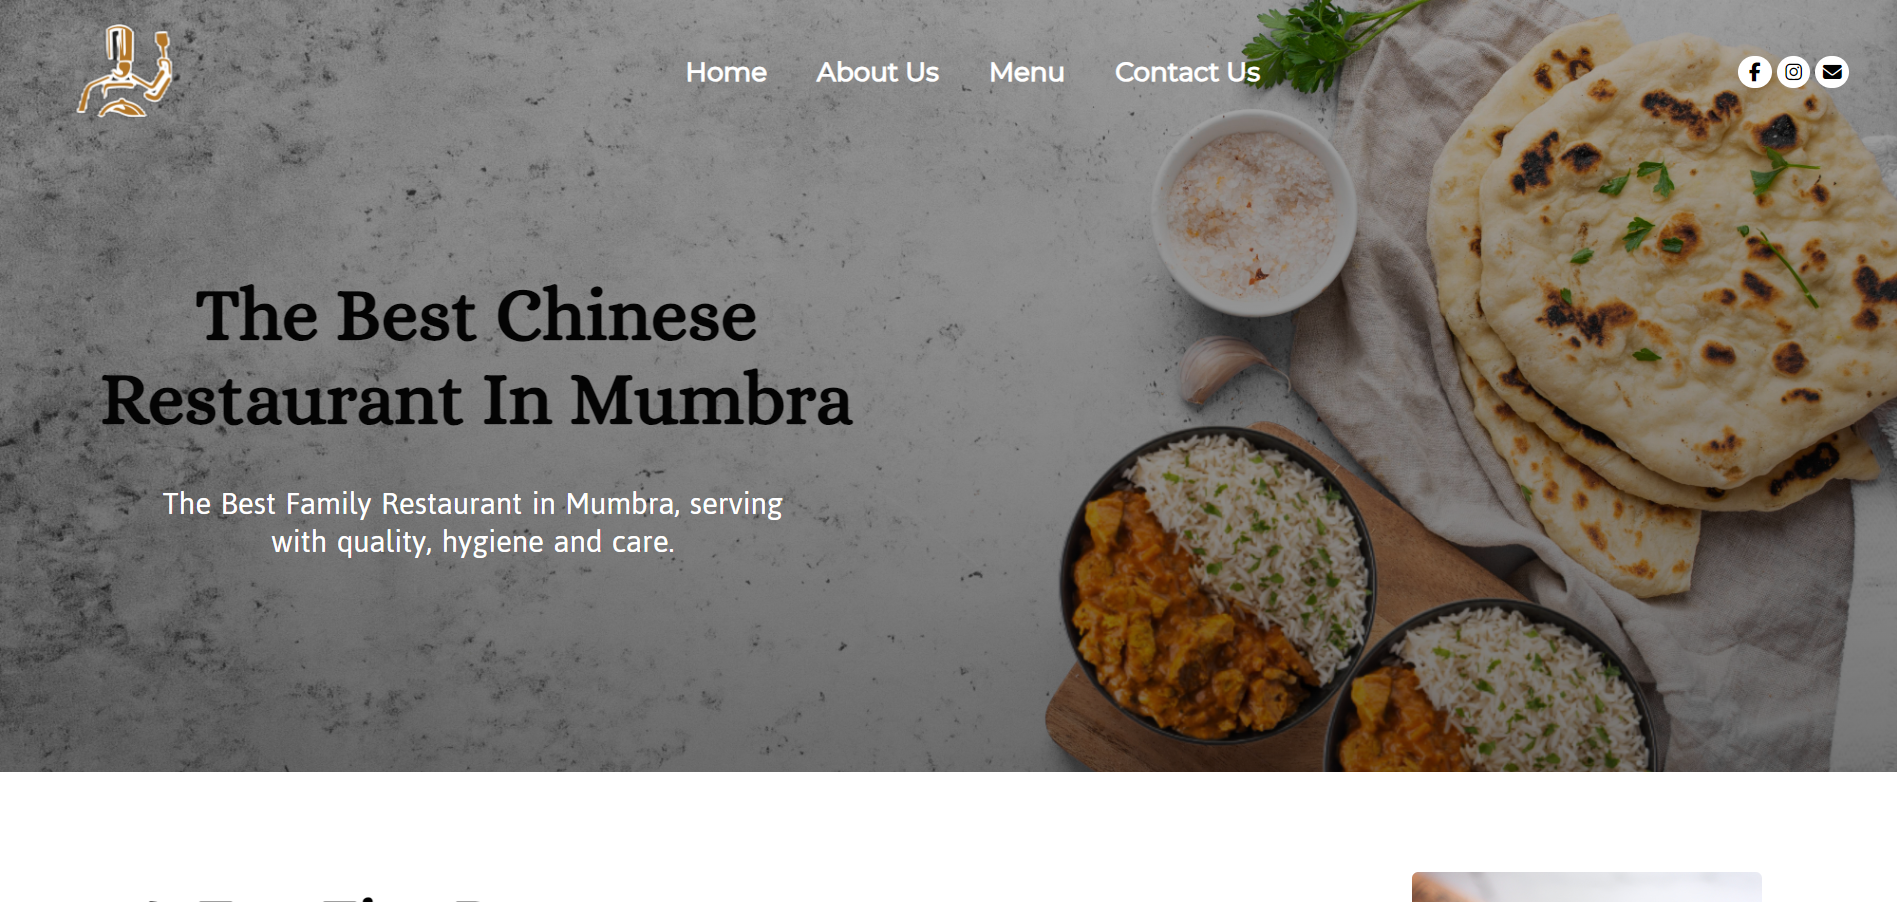 Home About Us Menu Contact Us
The Best Chinese
Restaurant In Mumbra
The Best Family Restaurant in Mumbra, serving
with quality, hygiene and care.